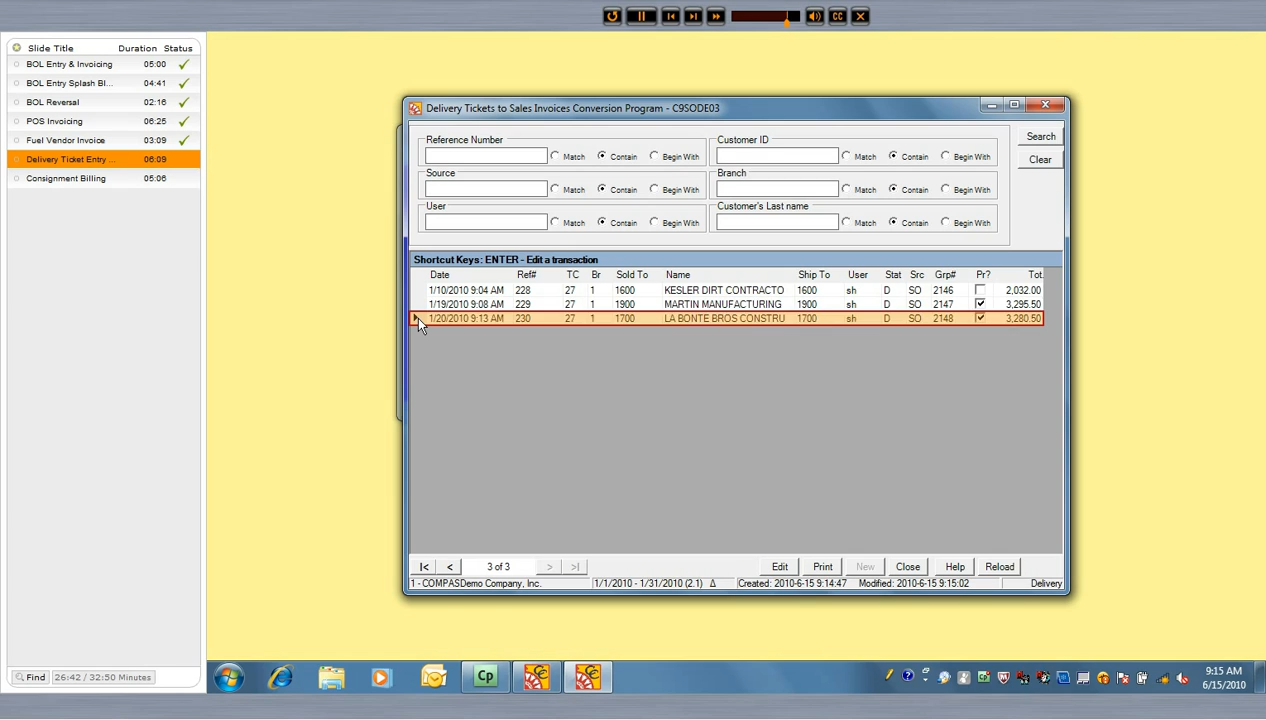 CC
Slide Title Duration Status
BOL Entry & Invoicing 05:00
BOL Entry Splash Bl... 04:41
BOL Reversal 02:16
POS Invoicing 06:25
Fuel Vendor Invoice 03:09
Delivery Ticket Entry ... 06:09
Consignment Billing 05:06
Delivery Tickets to Sales Invoices Conversion Program - C9SODE03
Reference Number Customer ID Search
Match Contain Begin With Match Contain Begin With
Clear
Source Branch
Match Contain Begin With Match Contain Begin With
User Customer's Last name
Match Contain Begin With Match Contain Begin With
Shortcut Keys: ENTER - Edit a transaction
Date Ref# TC Br Sold To Name Ship To User Stat Src Grp# Pr? Tot.
1/10/2010 9:04 AM 228 27 1 1600 KESLER DIRT CONTRACTO 1600 sh D SO 2146 2,032.00
1/19/2010 9:08 AM 229 27 1 1900 MARTIN MANUFACTURING 1900 sh D SO 2147 3,295.50
1/20/2010 9:13 AM 230 27 1 1700 LA BONTE BROS CONSTRU 1700 sh D SO 2148 3,280.50
|< < 3 of 3 > >| Edit Print New Close Help Reload
1 - COMPASDemo Company, Inc. 1/1/2010 - 1/31/2010 (2.1) Δ Created: 2010-6-15 9:14:47 Modified: 2010-6-15 9:15:02 Delivery
Find 26:42 / 32:50 Minutes
Cp
9:15 AM
6/15/2010